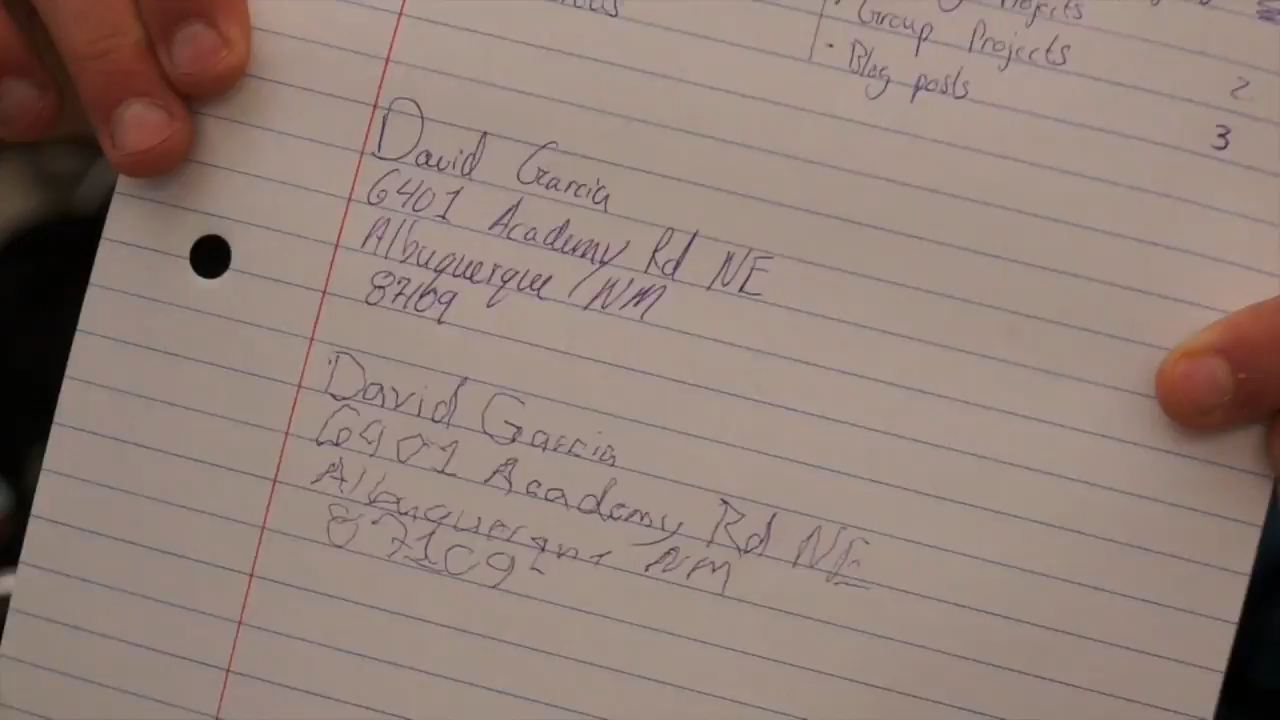 Projects
Group Projects
· Blog posts
2
3
David Garcia
6401 Academy Rd NE
Albuquerque, NM
87109
David Garcia
6401 Academy Rd NE
Albuquerque NM
87109